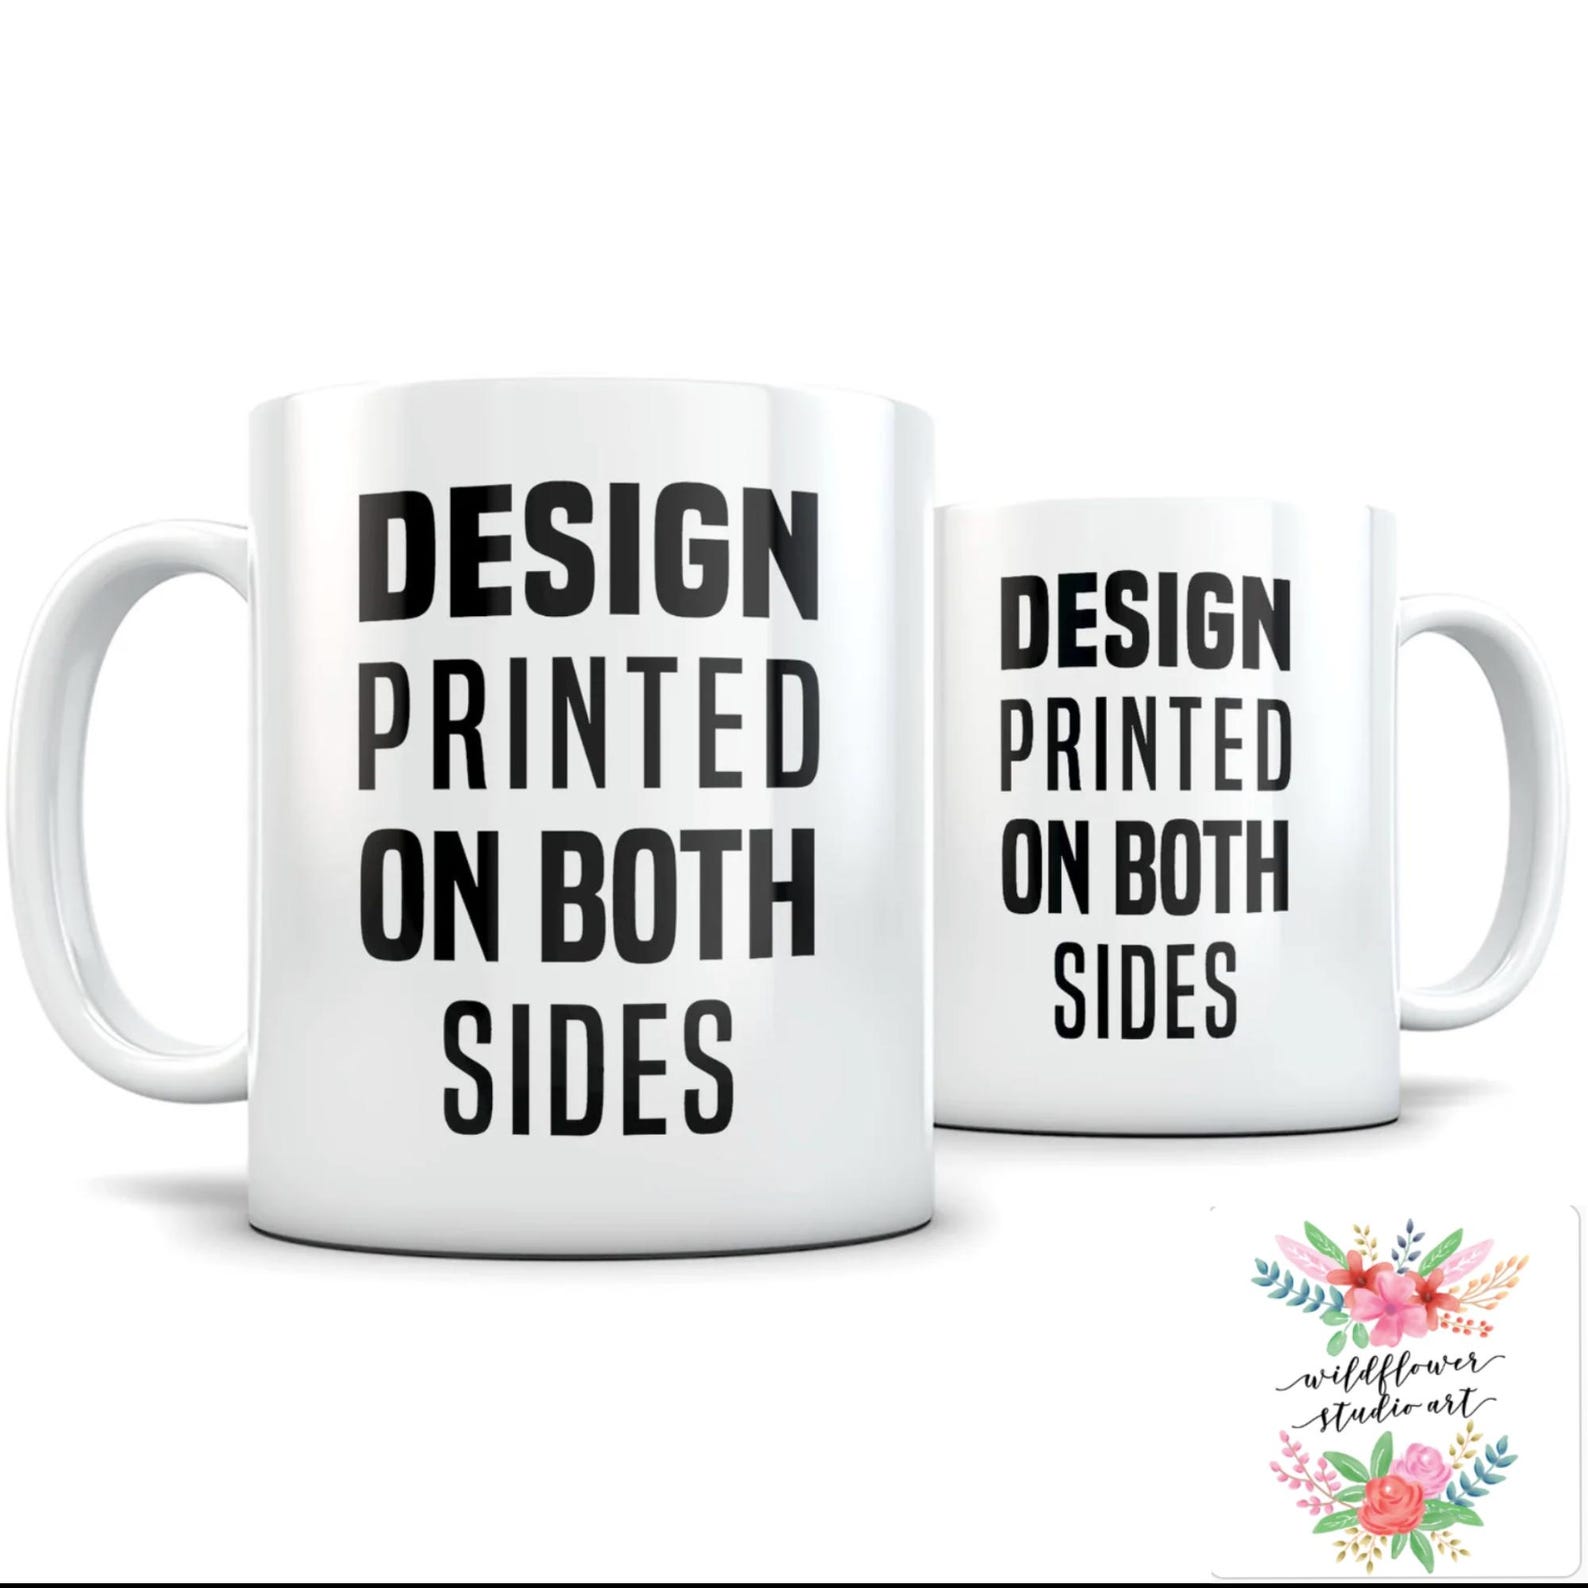 DESIGN
PRINTED
ON BOTH
SIDES
DESIGN
PRINTED
ON BOTH
SIDES
wildflower
studio art